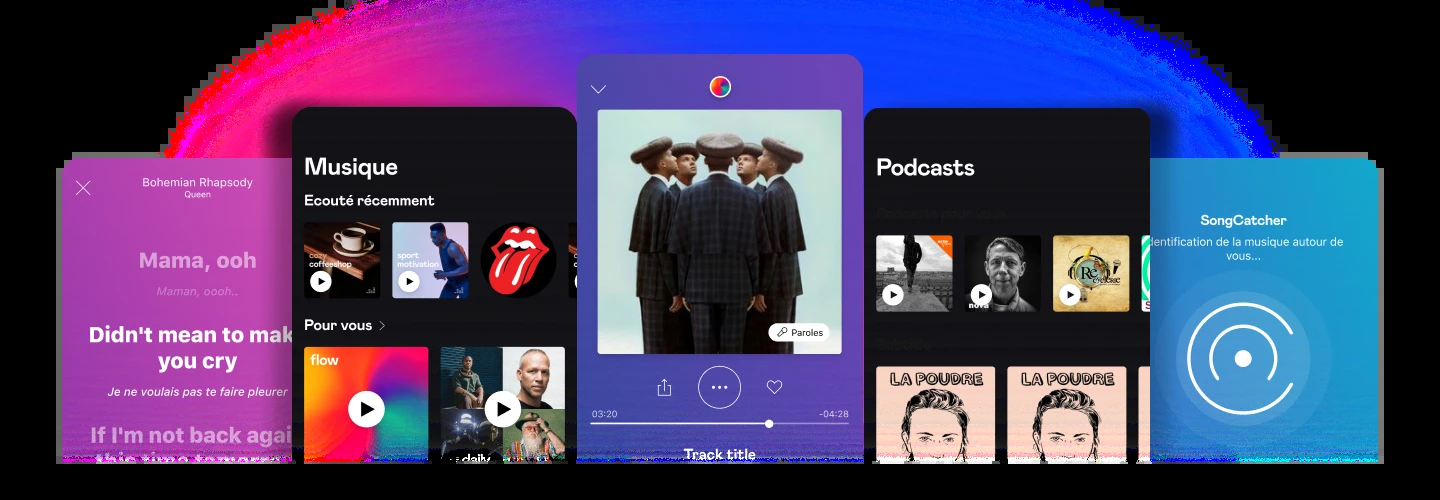 Bohemian Rhapsody
Queen
Mama, ooh
Maman, oooh..
Didn't mean to mak
you cry
Je ne voulais pas te faire pleurer
If I'm not back agai
Musique
Ecouté récemment
cozy
coffeeshop
sport
motivation
Pour vous
flow
daily
Paroles
03:20
-04:28
Track title
Podcasts
nova
LA POUDRE
LA POUDRE
SongCatcher
dentification de la musique autour de
vous...